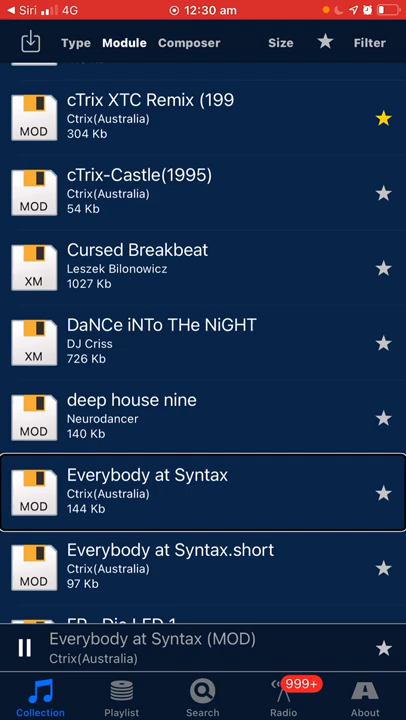 Siri 4G 12:30 am
Type Module Composer Size Filter
cTrix XTC Remix (199
Ctrix(Australia)
304 Kb
MOD
cTrix-Castle(1995)
Ctrix(Australia)
54 Kb
MOD
Cursed Breakbeat
Leszek Bilonowicz
1027 Kb
XM
DaNCe iNTo THe NiGHT
DJ Criss
726 Kb
XM
deep house nine
Neurodancer
140 Kb
MOD
Everybody at Syntax
Ctrix(Australia)
144 Kb
MOD
Everybody at Syntax.short
Ctrix(Australia)
97 Kb
MOD
Everybody at Syntax (MOD)
Ctrix(Australia)
999+
Collection Playlist Search Radio About